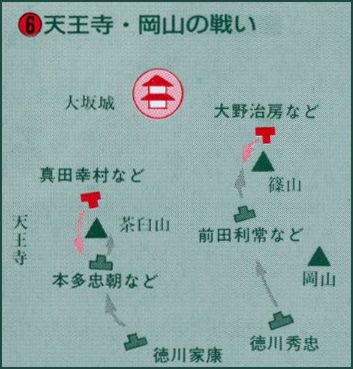 ❻天王寺・岡山の戦い
大坂城
大野治房など
篠山
真田幸村など
茶臼山
前田利常など
天王寺
岡山
本多忠朝など
徳川秀忠
徳川家康